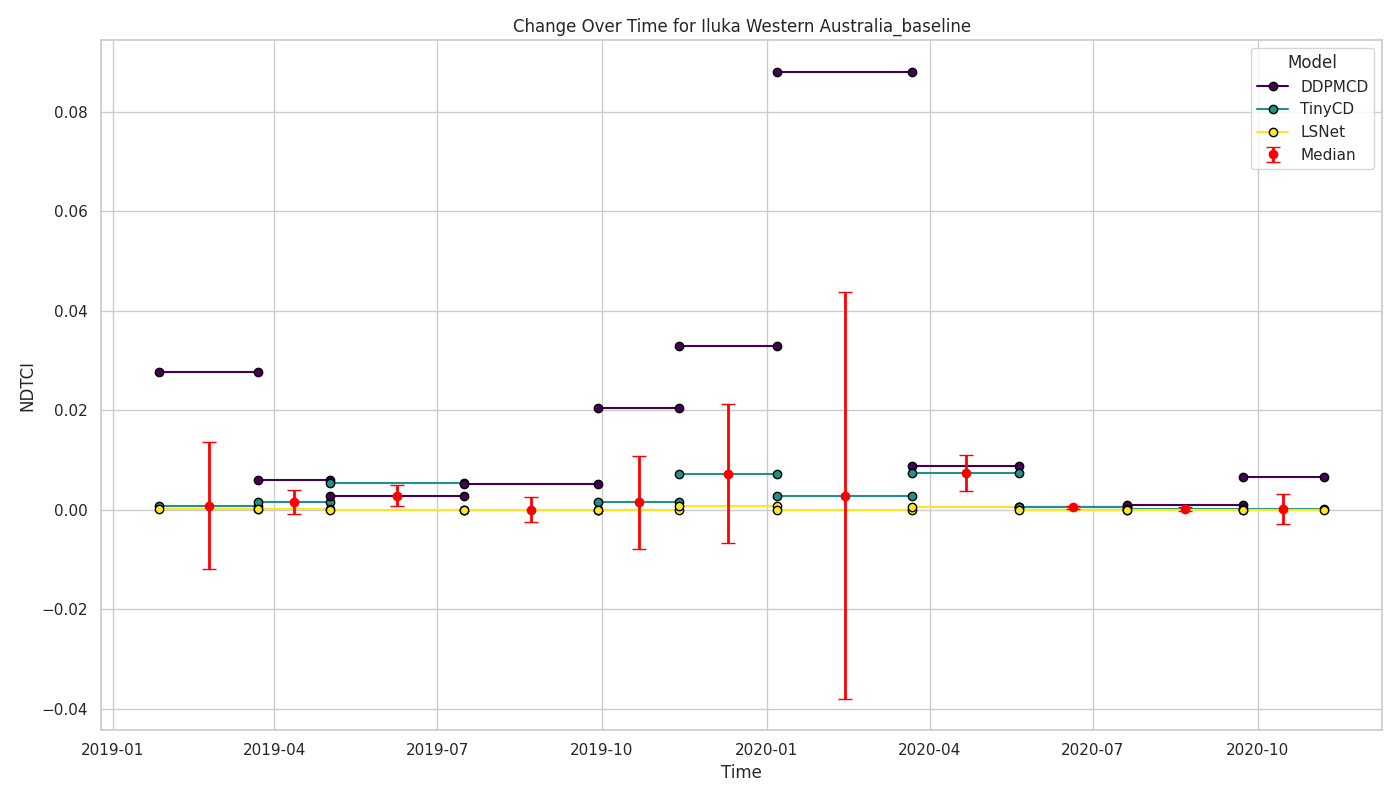 Change Over Time for Iluka Western Australia_baseline
Model
DDPMCD
TinyCD
LSNet
Median
NDTCI
0.08
0.06
0.04
0.02
0.00
−0.02
−0.04
2019-01
2019-04
2019-07
2019-10
2020-01
2020-04
2020-07
2020-10
Time